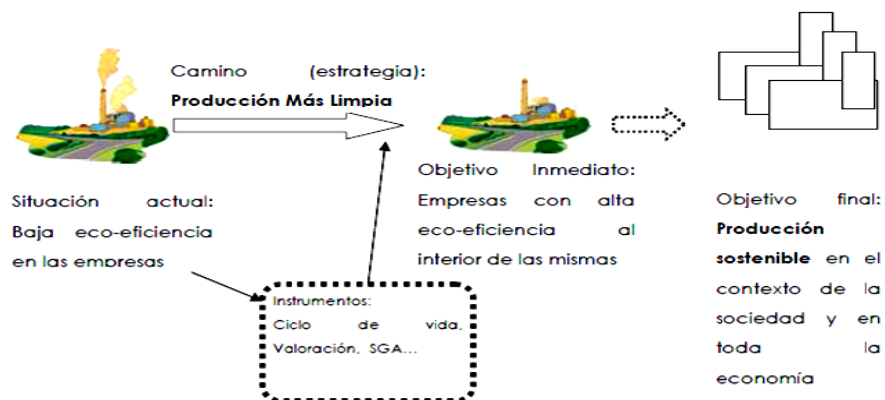 Camino (estrategia):
Producción Más Limpia
Situación actual:
Baja eco-eficiencia
en las empresas
Instrumentos:
Ciclo de vida,
Valoración, SGA...
Objetivo Inmediato:
Empresas con alta
eco-eficiencia al
interior de las mismas
Objetivo final:
Producción
sostenible en el
contexto de la
sociedad y en
toda la
economía